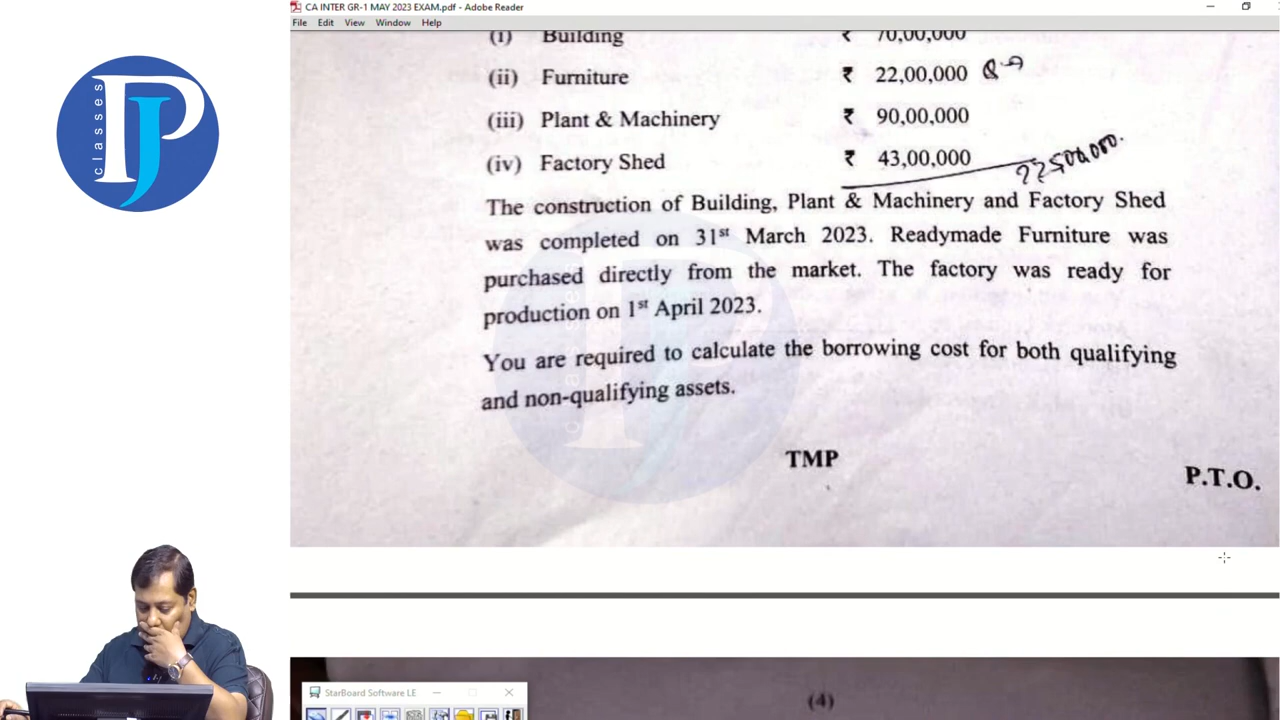 CA INTER GR-1 MAY 2023 EXAM.pdf - Adobe Reader
File Edit View Window Help
classes
PJ
(i) Building ₹ 70,00,000
(ii) Furniture ₹ 22,00,000
(iii) Plant & Machinery ₹ 90,00,000
(iv) Factory Shed ₹ 43,00,000
22500,000.
The construction of Building, Plant & Machinery and Factory Shed
was completed on 31st March 2023. Readymade Furniture was
purchased directly from the market. The factory was ready for
production on 1st April 2023.
You are required to calculate the borrowing cost for both qualifying
and non-qualifying assets.
TMP
P.T.O.
StarBoard Software LE
(4)